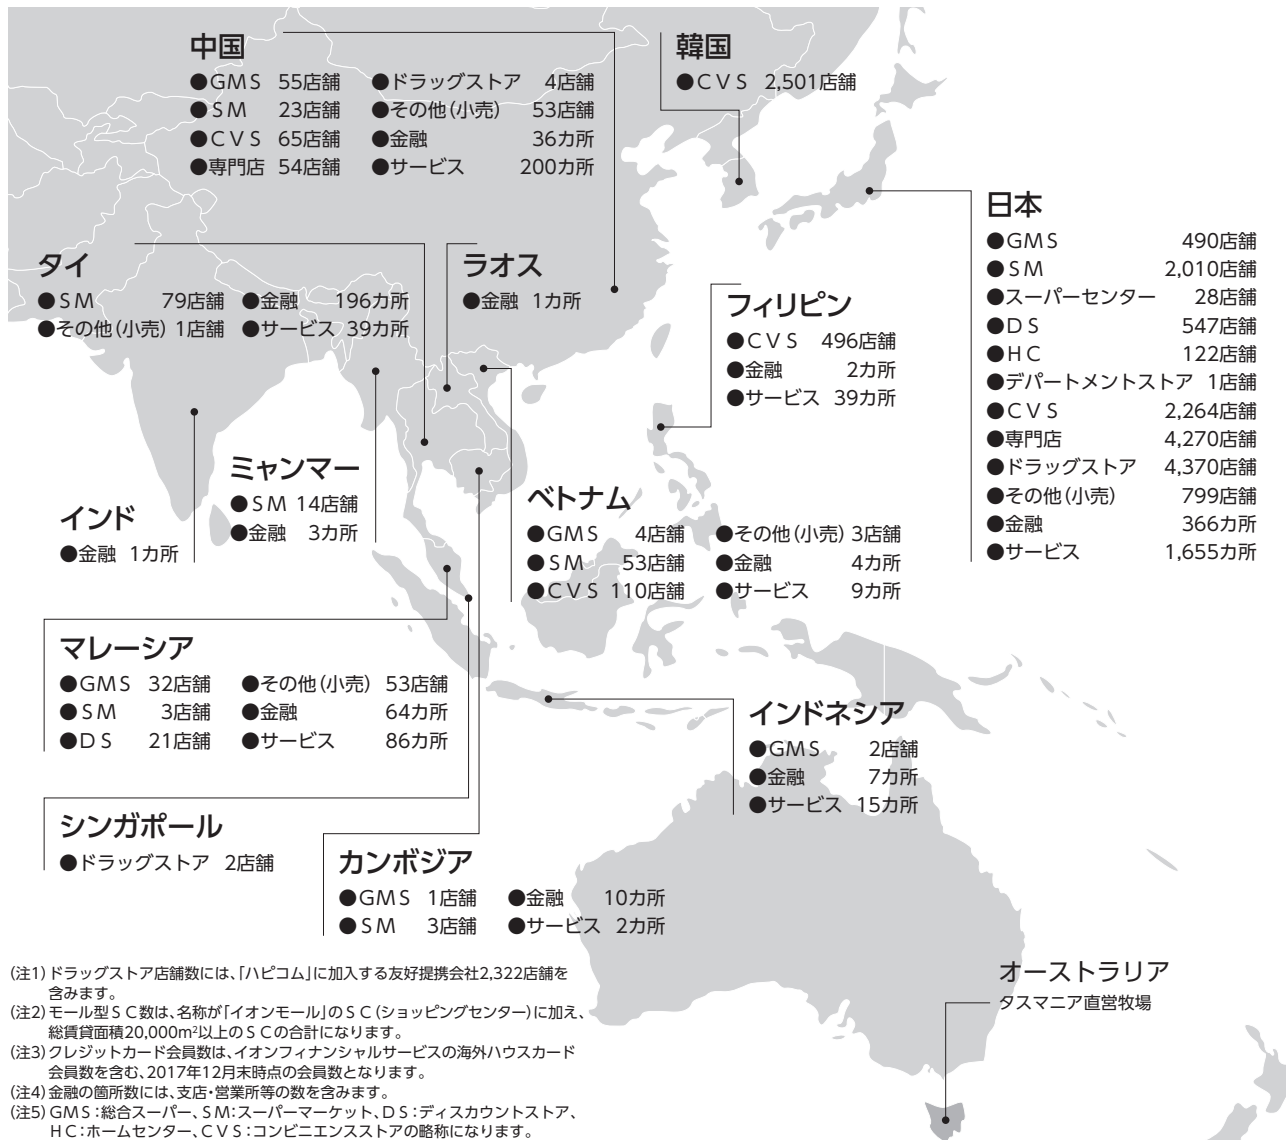 中国
●GMS 55店舗 ●ドラッグストア 4店舗
●SM 23店舗 ●その他(小売) 53店舗
●CVS 65店舗 ●金融 36カ所
●専門店 54店舗 ●サービス 200カ所
韓国
●CVS 2,501店舗
日本
●GMS 490店舗
●SM 2,010店舗
●スーパーセンター 28店舗
●DS 547店舗
●HC 122店舗
●デパートメントストア 1店舗
●CVS 2,264店舗
●専門店 4,270店舗
●ドラッグストア 4,370店舗
●その他(小売) 799店舗
●金融 366カ所
●サービス 1,655カ所
タイ
●SM 79店舗 ●金融 196カ所
●その他(小売) 1店舗 ●サービス 39カ所
ラオス
●金融 1カ所
フィリピン
●CVS 496店舗
●金融 2カ所
●サービス 39カ所
ミャンマー
●SM 14店舗
●金融 3カ所
インド
●金融 1カ所
ベトナム
●GMS 4店舗 ●その他(小売) 3店舗
●SM 53店舗 ●金融 4カ所
●CVS 110店舗 ●サービス 9カ所
マレーシア
●GMS 32店舗 ●その他(小売) 53店舗
●SM 3店舗 ●金融 64カ所
●DS 21店舗 ●サービス 86カ所
インドネシア
●GMS 2店舗
●金融 7カ所
●サービス 15カ所
シンガポール
●ドラッグストア 2店舗
カンボジア
●GMS 1店舗 ●金融 10カ所
●SM 3店舗 ●サービス 2カ所
オーストラリア
タスマニア直営牧場
(注1)ドラッグストア店舗数には、「ハピコム」に加入する友好提携会社2,322店舗を
含みます。
(注2)モール型SC数は、名称が「イオンモール」のSC(ショッピングセンター)に加え、
総賃貸面積20,000m²以上のSCの合計になります。
(注3)クレジットカード会員数は、イオンフィナンシャルサービスの海外ハウスカード
会員数を含む、2017年12月末時点の会員数となります。
(注4)金融の箇所数には、支店・営業所等の数を含みます。
(注5)GMS:総合スーパー、SM:スーパーマーケット、DS:ディスカウントストア、
HC:ホームセンター、CVS:コンビニエンスストアの略称になります。